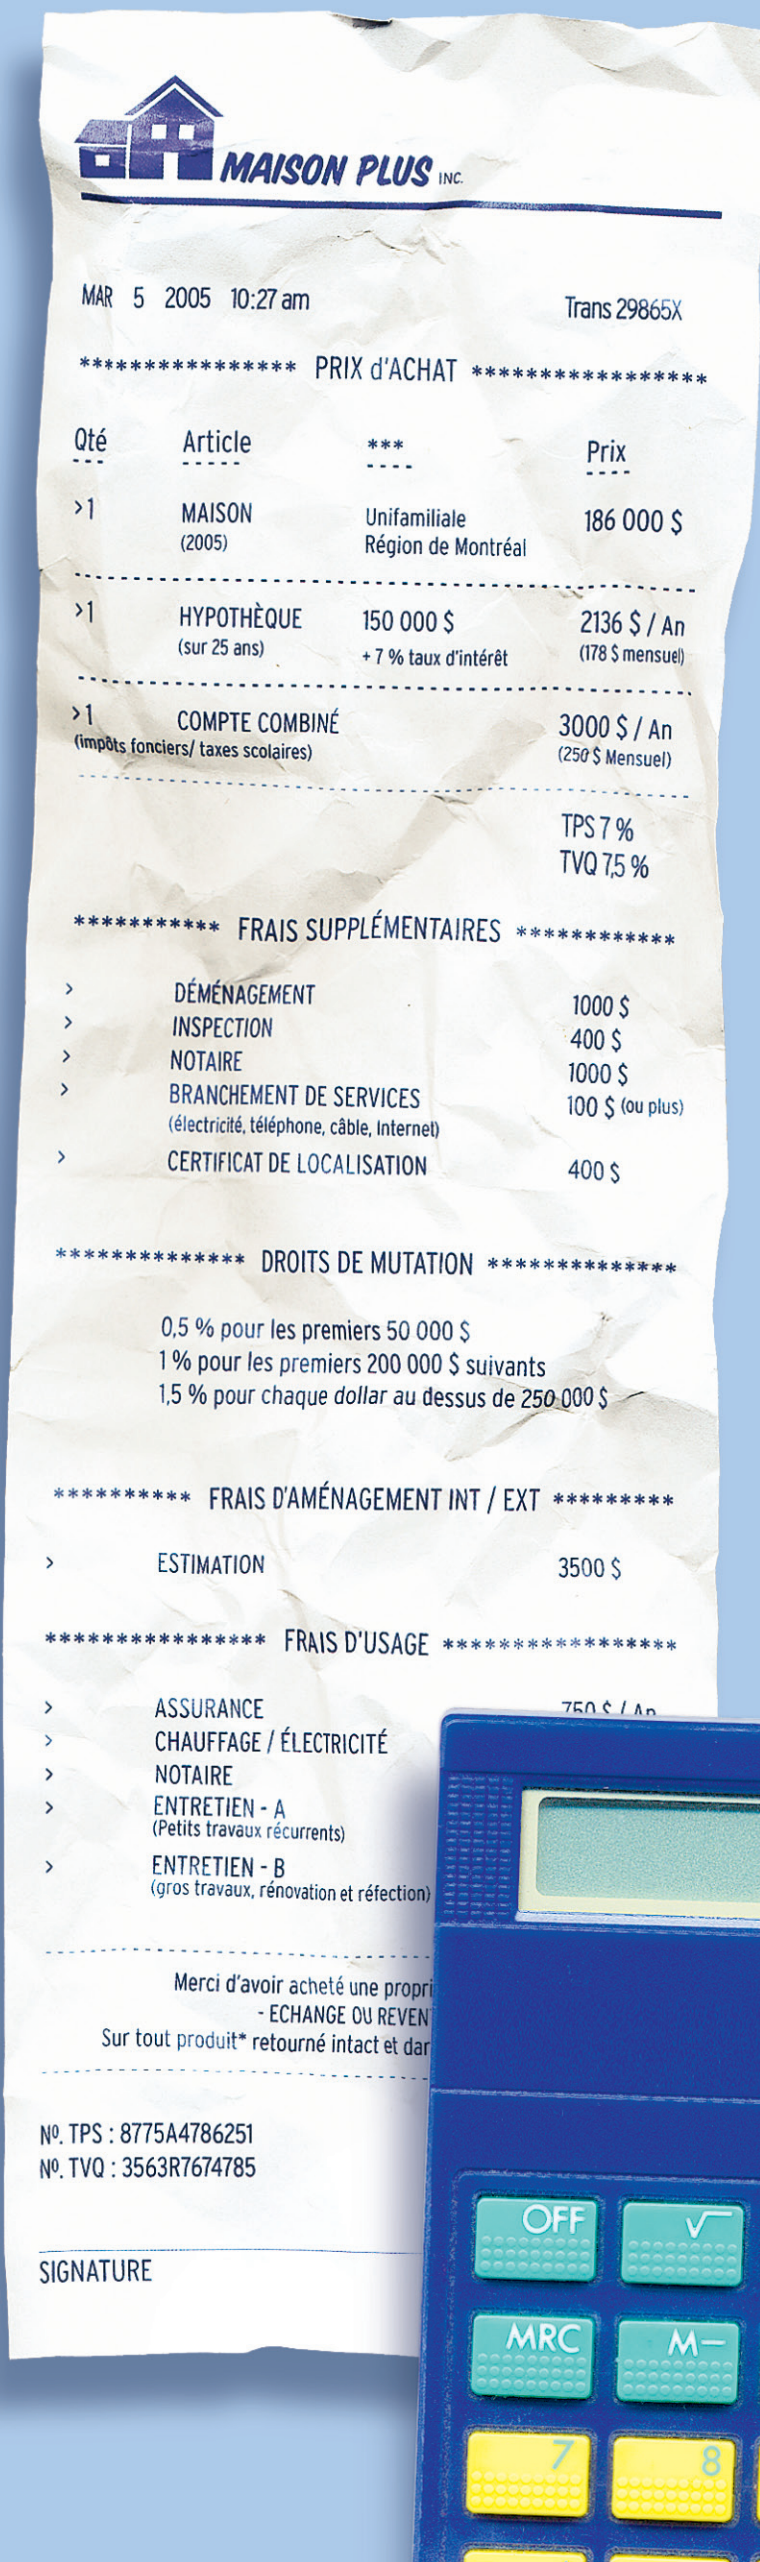 MAISON PLUS INC.
MAR 5 2005 10:27 am Trans 29865X
**************** PRIX d'ACHAT *****************
Qté Article *** Prix
>1 MAISON Unifamiliale 186 000 $
(2005) Région de Montréal
>1 HYPOTHÈQUE 150 000 $ 2136 $ / An
(sur 25 ans) + 7 % taux d'intérêt (178 $ mensuel)
>1 COMPTE COMBINÉ 3000 $ / An
(impôts fonciers/ taxes scolaires) (250 $ Mensuel)
TPS 7 %
TVQ 7,5 %
*********** FRAIS SUPPLÉMENTAIRES ************
> DÉMÉNAGEMENT 1000 $
> INSPECTION 400 $
> NOTAIRE 1000 $
> BRANCHEMENT DE SERVICES 100 $ (ou plus)
(électricité, téléphone, câble, Internet)
> CERTIFICAT DE LOCALISATION 400 $
************** DROITS DE MUTATION **************
0,5 % pour les premiers 50 000 $
1 % pour les premiers 200 000 $ suivants
1,5 % pour chaque dollar au dessus de 250 000 $
********** FRAIS D'AMÉNAGEMENT INT / EXT *********
> ESTIMATION 3500 $
**************** FRAIS D'USAGE *****************
> ASSURANCE 750 $ / An
> CHAUFFAGE / ÉLECTRICITÉ
> NOTAIRE
> ENTRETIEN - A
(Petits travaux récurrents)
> ENTRETIEN - B
(gros travaux, rénovation et réfection)
Merci d'avoir acheté une propri
- ECHANGE OU REVEN
Sur tout produit* retourné intact et dar
Nº. TPS : 8775A4786251
Nº. TVQ : 3563R7674785
SIGNATURE
OFF √
MRC M−
7 8